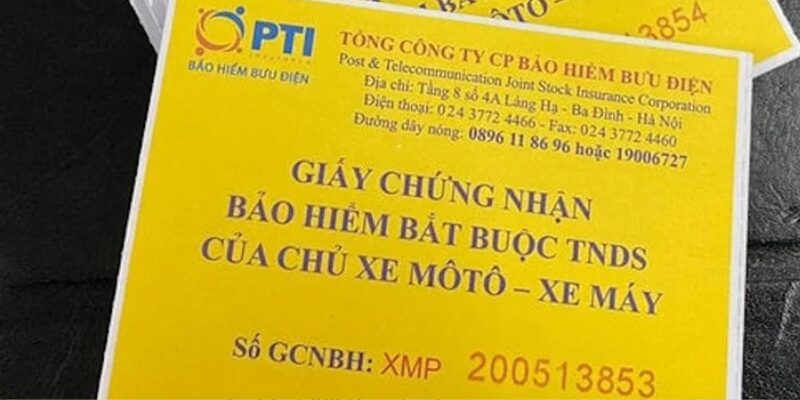 PTI
BẢO HIỂM BƯU ĐIỆN
TỔNG CÔNG TY CP BẢO HIỂM BƯU ĐIỆN
Post & Telecommunication Joint Stock Insurance Corporation
Địa chỉ: Tầng 8 số 4A Láng Hạ - Ba Đình - Hà Nội
Điện thoại: 024 3772 4466 - Fax: 024 3772 4460
Đường dây nóng: 0896 11 86 96 hoặc 19006727
GIẤY CHỨNG NHẬN
BẢO HIỂM BẮT BUỘC TNDS
CỦA CHỦ XE MÔTÔ – XE MÁY
Số GCNBH: XMP 200513853
MÔTÔ
513854